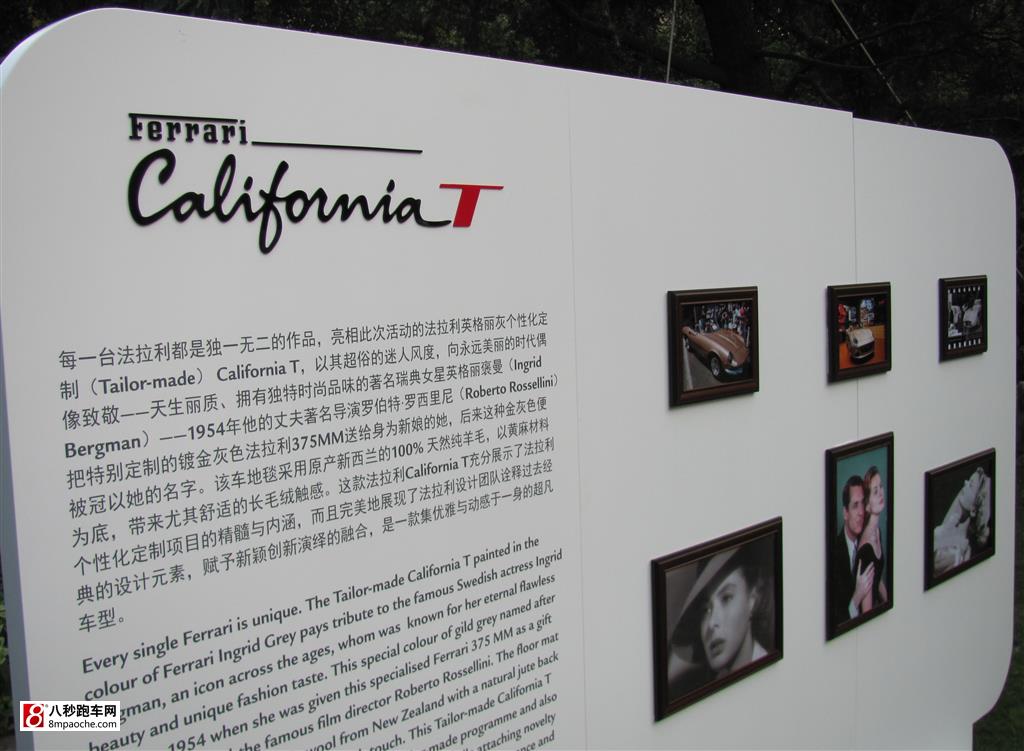 Ferrari
California T
每一台法拉利都是独一无二的作品，亮相此次活动的法拉利英格丽灰个性化定
制（Tailor-made） California T，以其超俗的迷人风度，向永远美丽的时代偶
像致敬——天生丽质、拥有独特时尚品味的著名瑞典女星英格丽褒曼（Ingrid
Bergman）——1954年他的丈夫著名导演罗伯特·罗西里尼（Roberto Rossellini）
把特别定制的镀金灰色法拉利375MM送给身为新娘的她，后来这种金灰色便
被冠以她的名字。该车地毯采用原产新西兰的100% 天然纯羊羊毛，以黄麻材料
为底，带来尤其舒适的长毛绒触感。这款法拉利California T充分展示了法拉利
个性化定制项目的精髓与内涵，而且完美地展现了法拉利设计团队诠释过去经
典的设计元素，赋予新颖创新演绎的融合，是一款集优雅与动感于一身的超凡
车型。
Every single Ferrari is unique. The Tailor-made California T painted in the
colour of Ferrari Ingrid Grey pays tribute to the famous Swedish actress Ingrid
an icon across the ages, whom was known for her eternal flawless
beauty and unique fashion taste. This special colour of gild grey named after
1954 when she was given this specialised Ferrari 375 MM as a gift
the famous film director Roberto Rossellini. The floor mat
wool from New Zealand with a natural jute back
touch. This Tailor-made California T
made programme and also
attaching novelty
and
八秒跑车网
8mpaoche.com